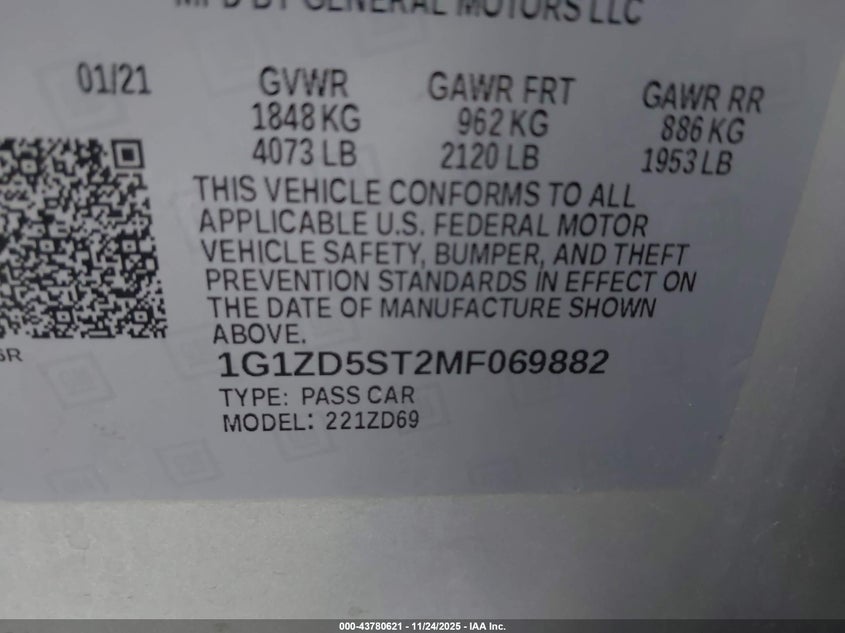 MFD BY GENERAL MOTORS LLC
01/21 GVWR GAWR FRT GAWR RR
1848 KG 962 KG 886 KG
4073 LB 2120 LB 1953 LB
THIS VEHICLE CONFORMS TO ALL
APPLICABLE U.S. FEDERAL MOTOR
VEHICLE SAFETY, BUMPER, AND THEFT
PREVENTION STANDARDS IN EFFECT ON
THE DATE OF MANUFACTURE SHOWN
ABOVE.
1G1ZD5ST2MF069882
TYPE: PASS CAR
MODEL: 221ZD69
000-43780621 - 11/24/2025 - IAA Inc.